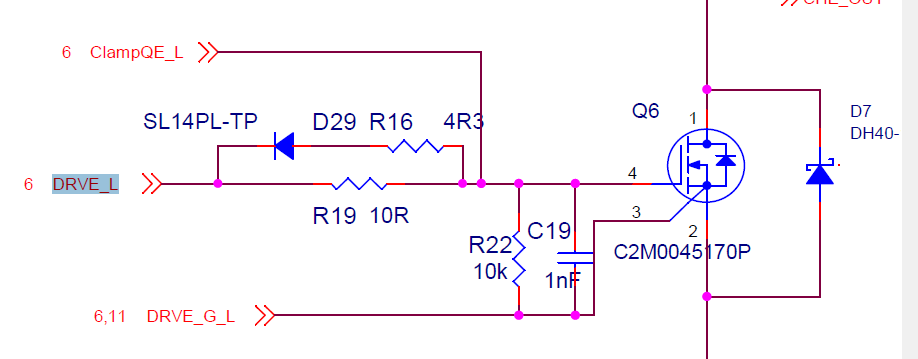 CHE_OUT
6 ClampQE_L
Q6
1
D7
DH40-
SL14PL-TP D29 R16 4R3
6 DRVE_L
4
R19 10R
3
2
R22 C19
C2M0045170P
10k 1nF
6,11 DRVE_G_L